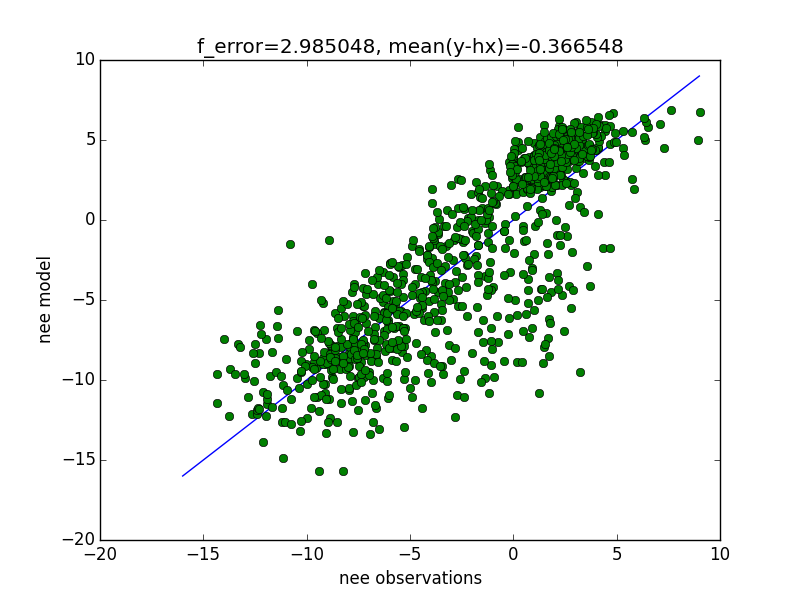 f_error=2.985048, mean(y-hx)=-0.366548
10
5
0
−5
−10
−15
−20
nee model
−20 −15 −10 −5 0 5 10
nee observations